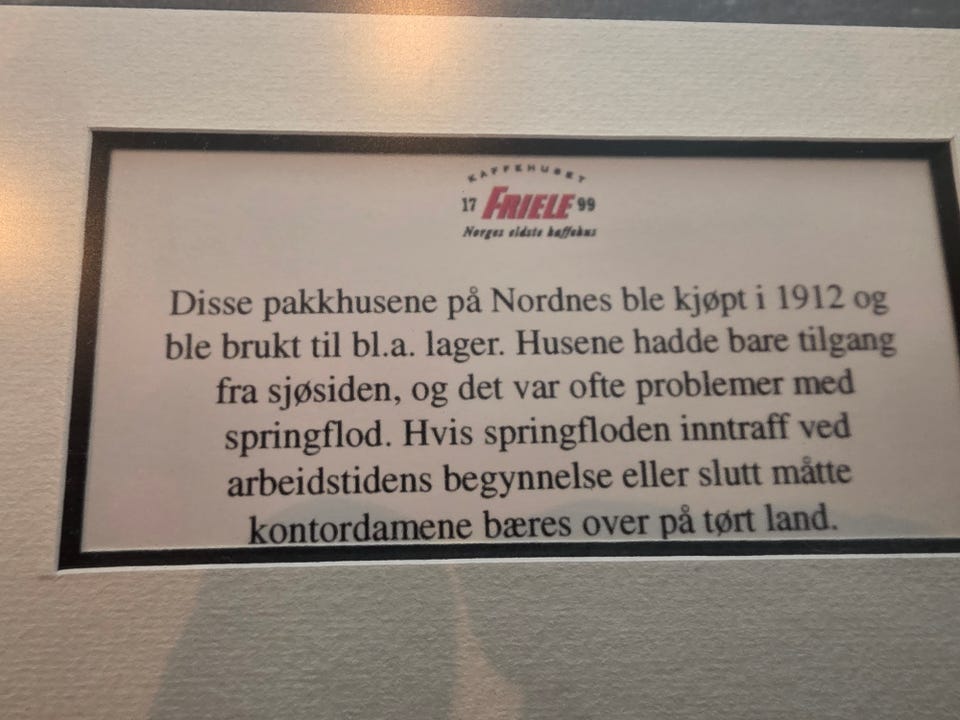 KAFFEHUSET
17 FRIELE 99
Norges eldste kaffehus
Disse pakkhusene på Nordnes ble kjøpt i 1912 og
ble brukt til bl.a. lager. Husene hadde bare tilgang
fra sjøsiden, og det var ofte problemer med
springflod. Hvis springfloden inntraff ved
arbeidstidens begynnelse eller slutt måtte
kontordamene bæres over på tørt land.